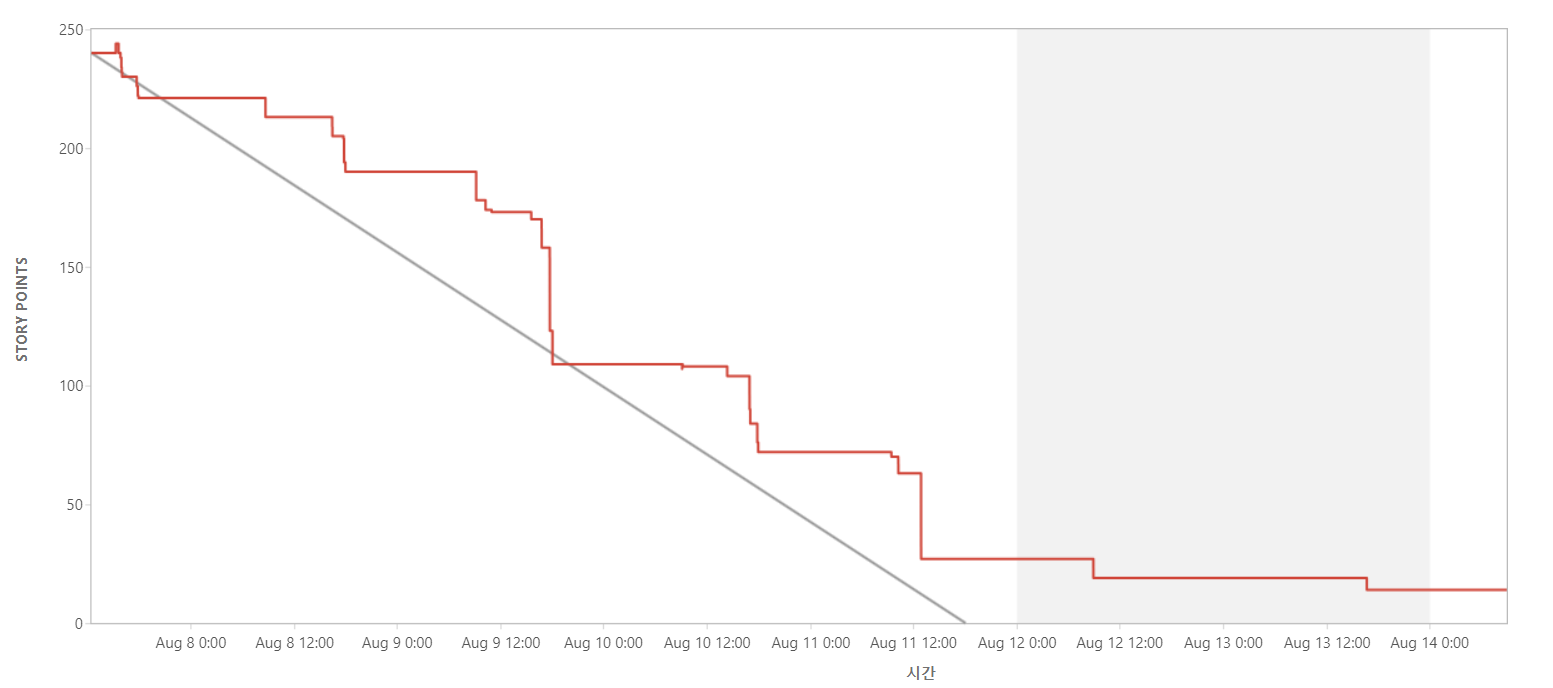 250
200
150
100
50
0
STORY POINTS
Aug 8 0:00
Aug 8 12:00
Aug 9 0:00
Aug 9 12:00
Aug 10 0:00
Aug 10 12:00
Aug 11 0:00
Aug 11 12:00
Aug 12 0:00
Aug 12 12:00
Aug 13 0:00
Aug 13 12:00
Aug 14 0:00
시간